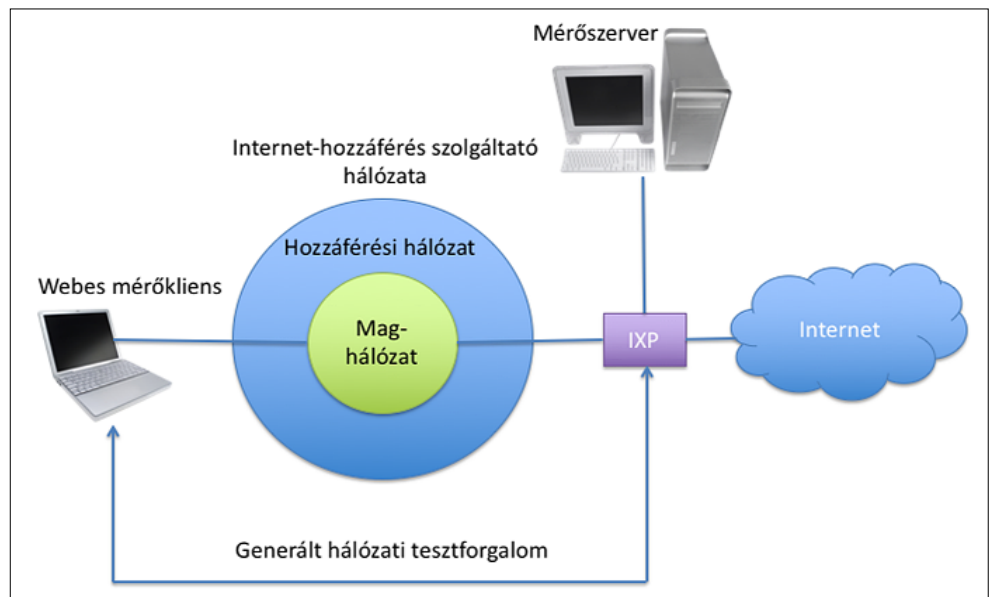 Mérőszerver
Internet-hozzáférés szolgáltató
hálózata
Hozzáférési hálózat
Webes mérőkliens
Mag-
hálózat
IXP
Internet
Generált hálózati tesztforgalom